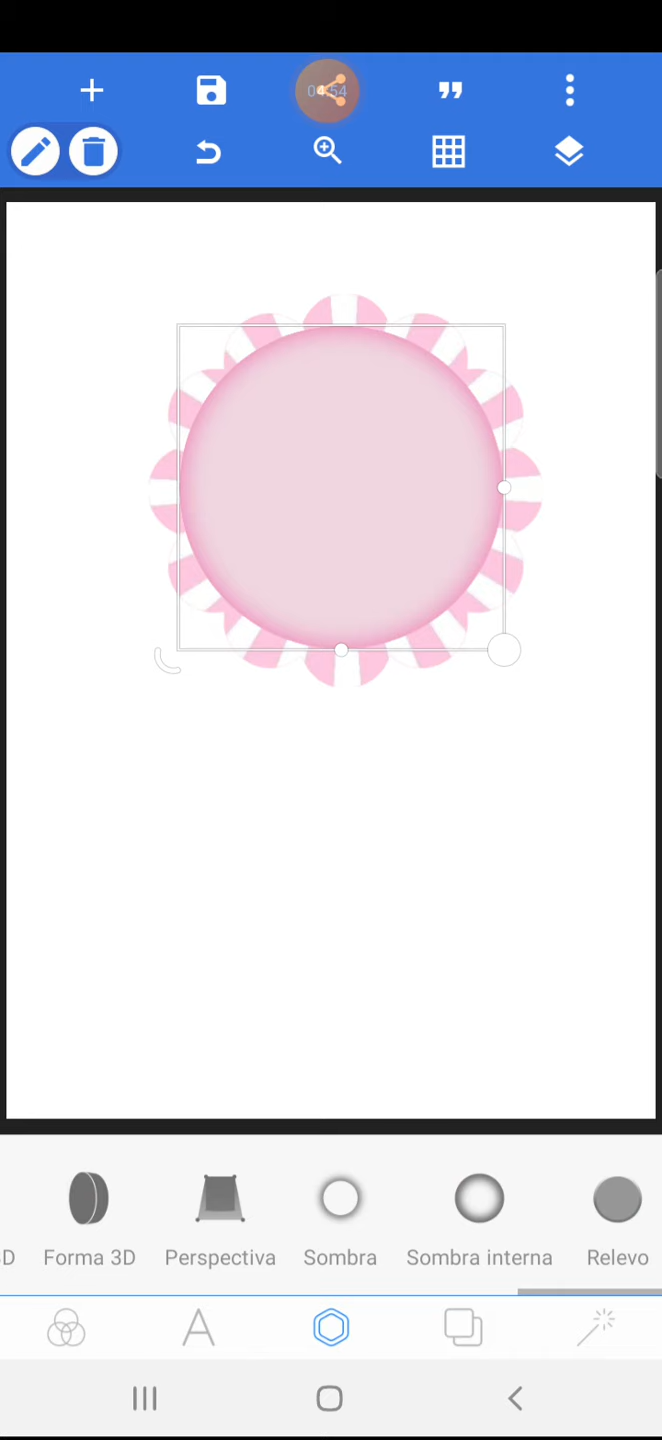 D
Forma 3D
Perspectiva
Sombra
Sombra interna
Relevo